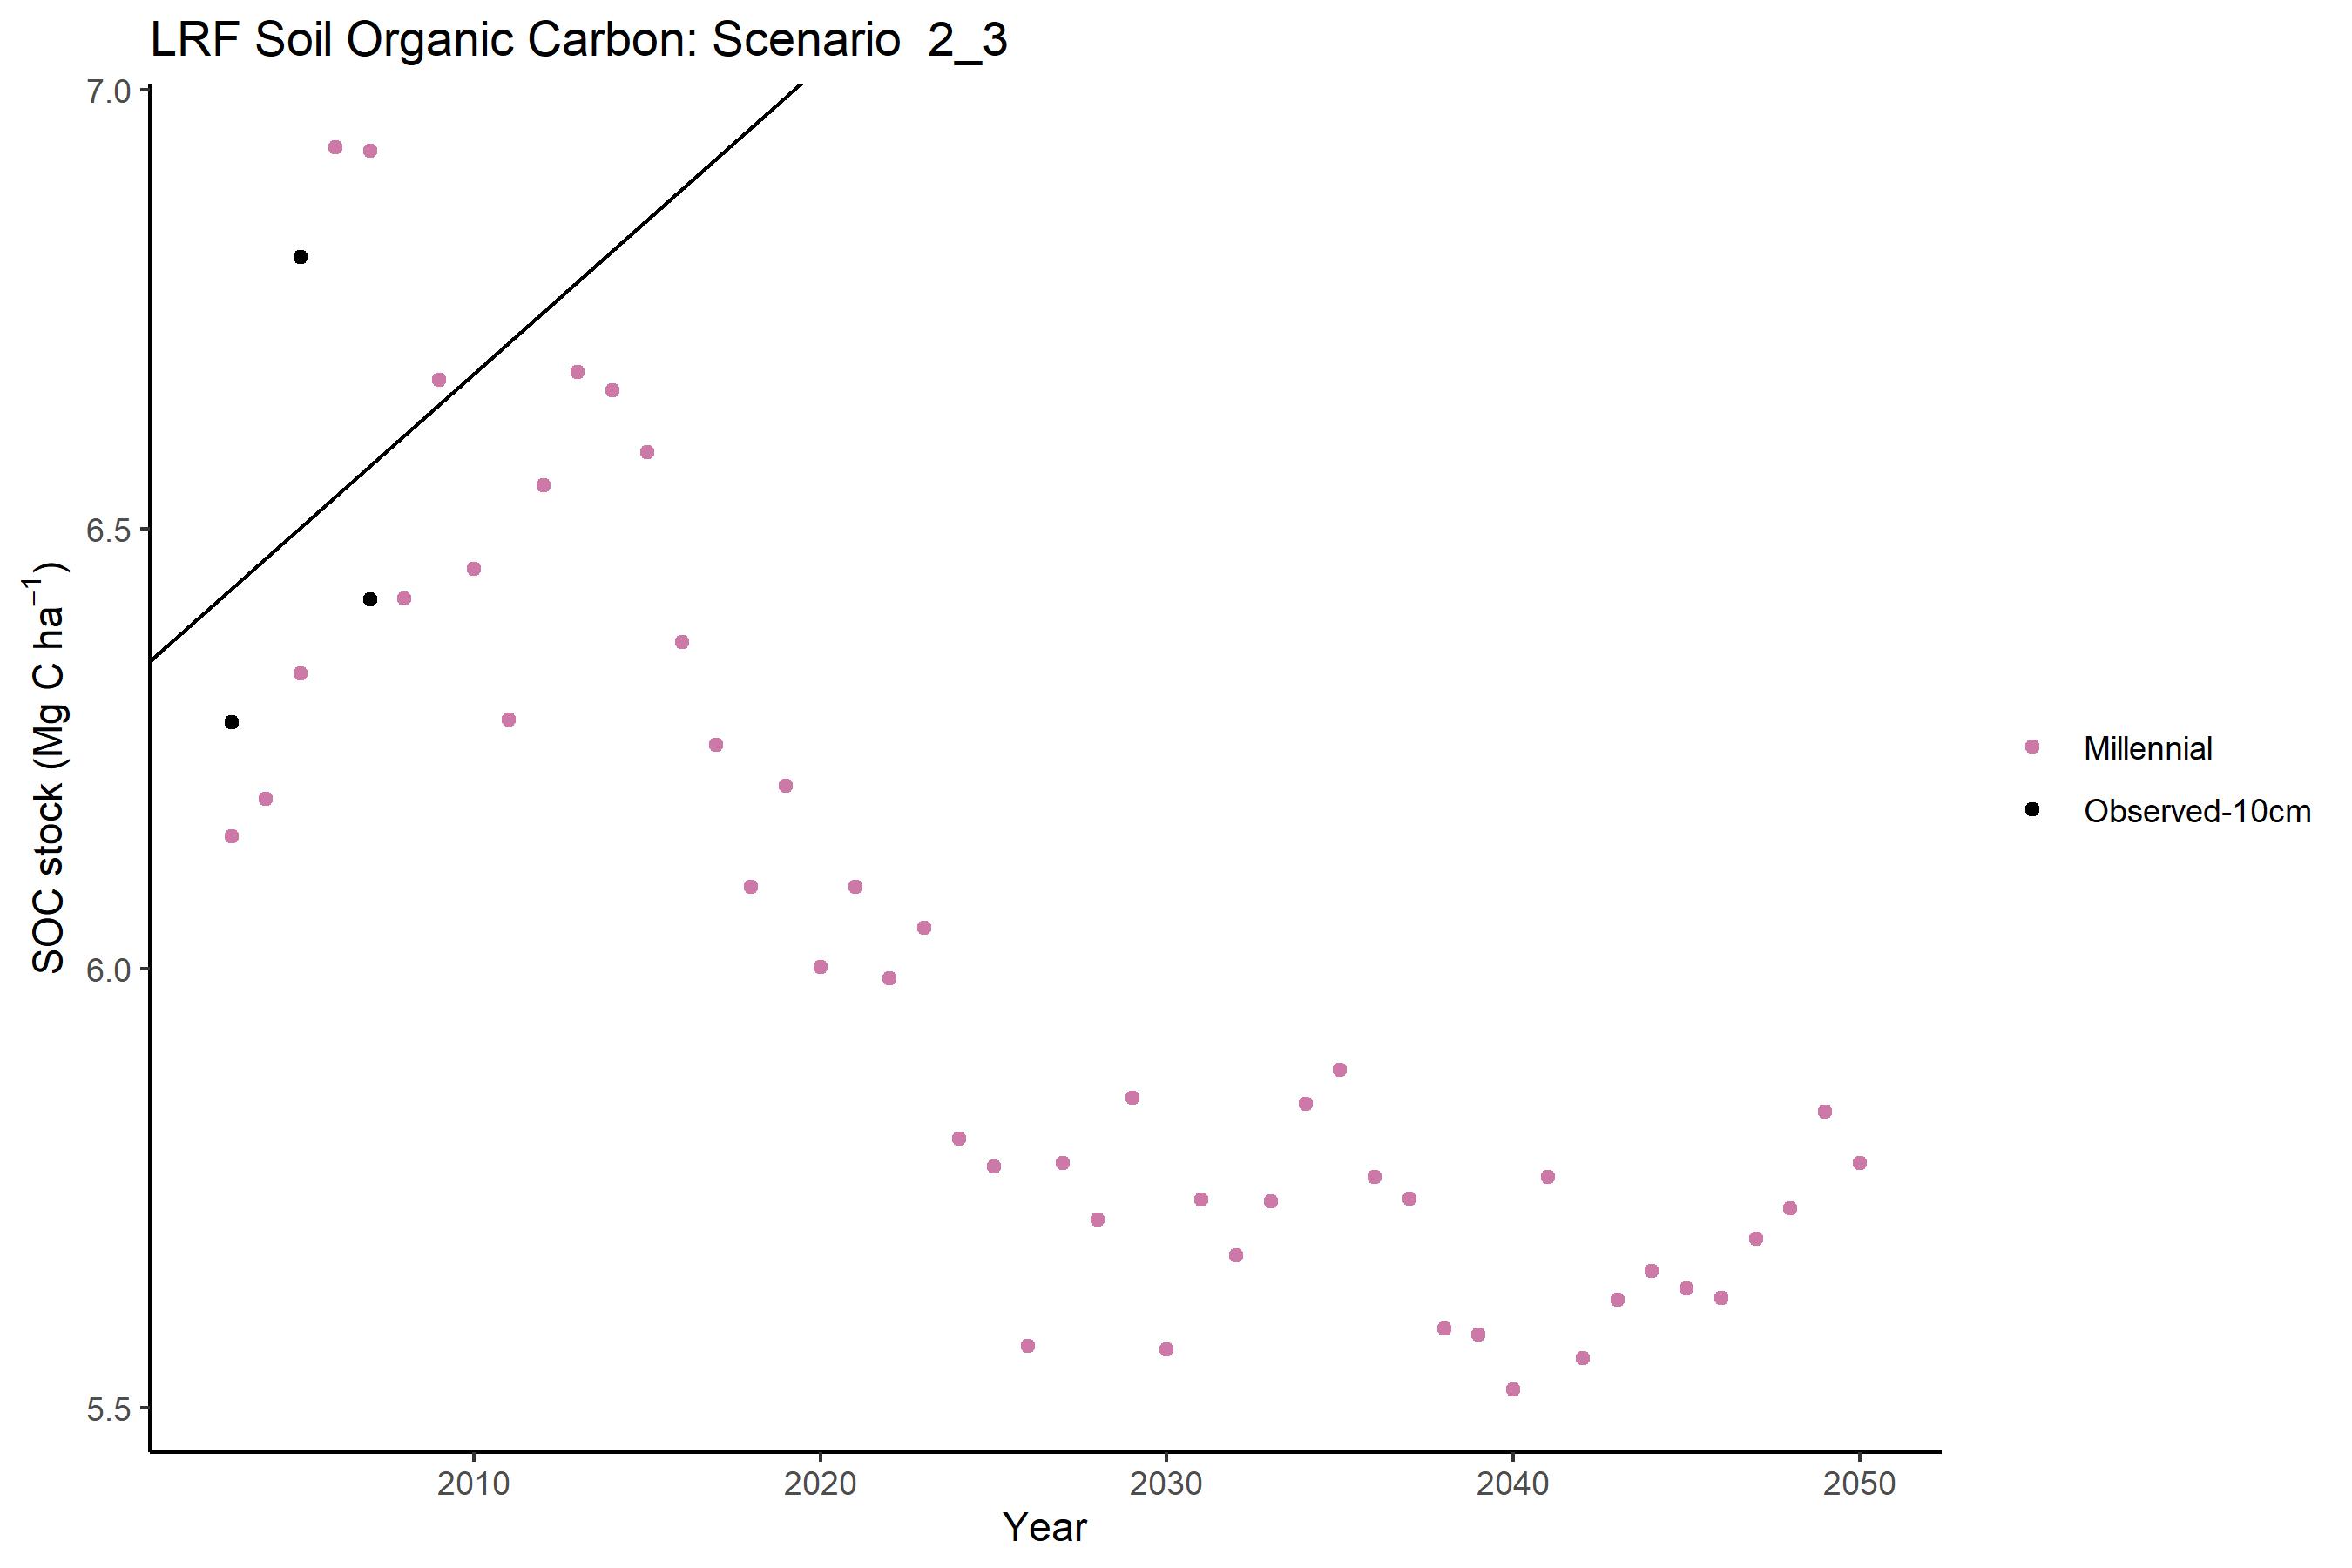 LRF Soil Organic Carbon: Scenario  2_3
7.0
6.5
6.0
5.5
SOC stock (Mg C ha⁻¹)
2010
2020
2030
2040
2050
Year
Millennial
Observed-10cm